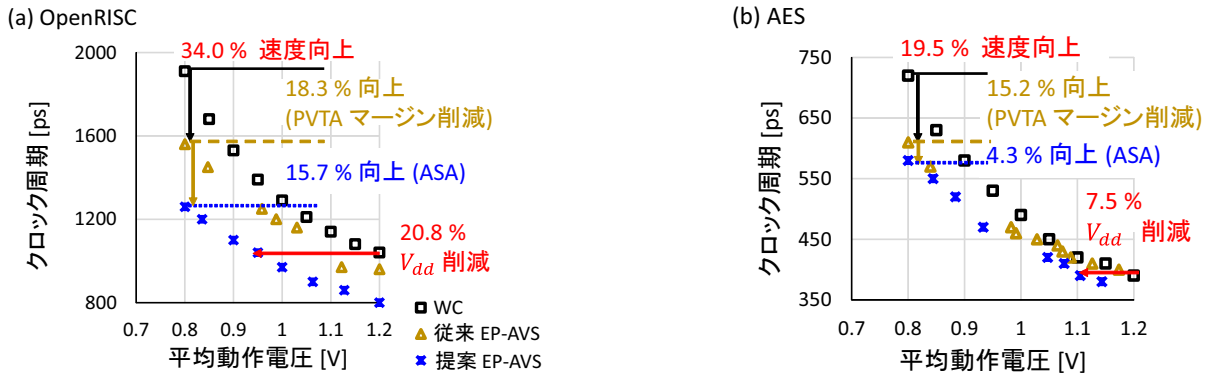 (a) OpenRISC
34.0 % 速度向上
18.3 % 向上
(PVTA マージン削減)
15.7 % 向上 (ASA)
20.8 %
Vdd 削減
クロック周期 [ps]
2000
1600
1200
800
0.7 0.8 0.9 1 1.1 1.2
平均動作電圧 [V]
WC
従来 EP-AVS
提案 EP-AVS
(b) AES
19.5 % 速度向上
15.2 % 向上
(PVTA マージン削減)
4.3 % 向上 (ASA)
7.5 %
Vdd 削減
クロック周期 [ps]
750
650
550
450
350
0.7 0.8 0.9 1 1.1 1.2
平均動作電圧 [V]